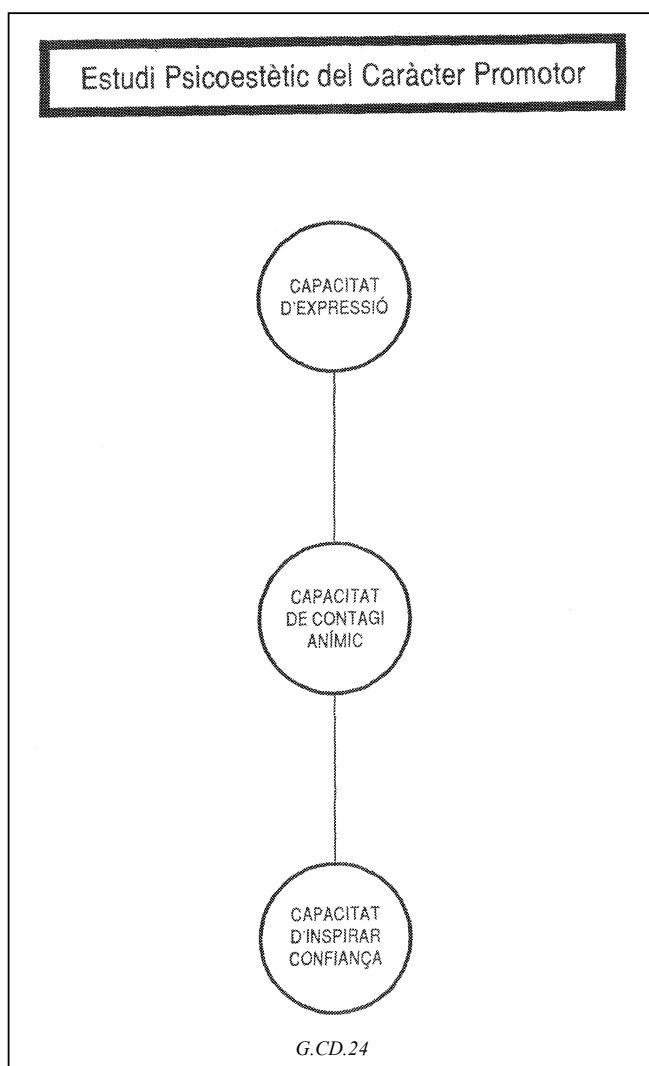 Estudi Psicoestètic del Caràcter Promotor
CAPACITAT
D'EXPRESSIÓ
CAPACITAT
DE CONTAGI
ANÍMIC
CAPACITAT
D'INSPIRAR
CONFIANÇA
G.CD.24